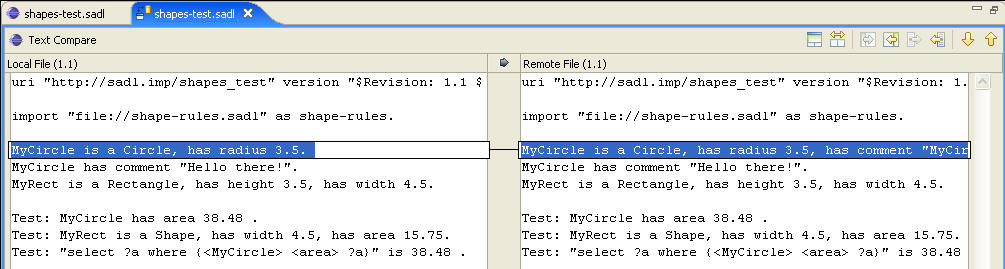 shapes-test.sadl shapes-test.sadl
Text Compare
Local File (1.1)
uri "http://sadl.imp/shapes_test" version "$Revision: 1.1 $
import "file://shape-rules.sadl" as shape-rules.
MyCircle is a Circle, has radius 3.5.
MyCircle has comment "Hello there!".
MyRect is a Rectangle, has height 3.5, has width 4.5.
Test: MyCircle has area 38.48 .
Test: MyRect is a Shape, has width 4.5, has area 15.75.
Test: "select ?a where {<MyCircle> <area> ?a}" is 38.48 .
Remote File (1.1)
uri "http://sadl.imp/shapes_test" version "$Revision: 1.
import "file://shape-rules.sadl" as shape-rules.
MyCircle is a Circle, has radius 3.5, has comment "MyCir
MyCircle has comment "Hello there!".
MyRect is a Rectangle, has height 3.5, has width 4.5.
Test: MyCircle has area 38.48 .
Test: MyRect is a Shape, has width 4.5, has area 15.75.
Test: "select ?a where {<MyCircle> <area> ?a}" is 38.48